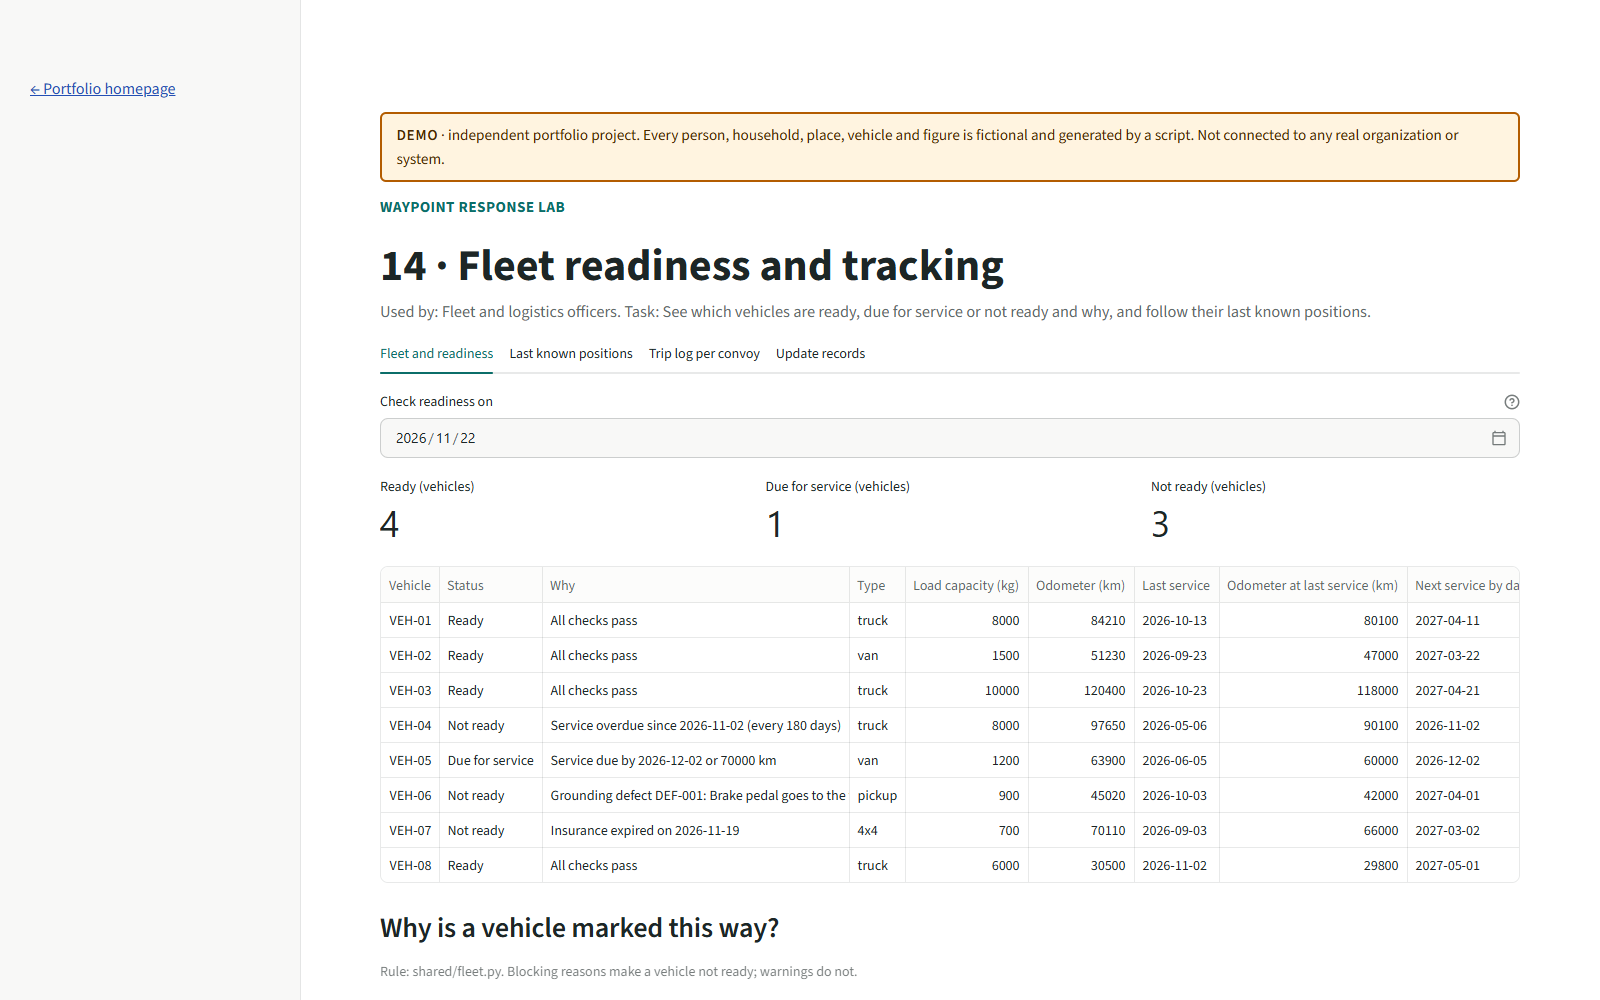 ← Portfolio homepage
DEMO · independent portfolio project. Every person, household, place, vehicle and figure is fictional and generated by a script. Not connected to any real organization or
system.
WAYPOINT RESPONSE LAB
14 · Fleet readiness and tracking
Used by: Fleet and logistics officers. Task: See which vehicles are ready, due for service or not ready and why, and follow their last known positions.
Fleet and readiness Last known positions Trip log per convoy Update records
Check readiness on
2026/11/22
Ready (vehicles) Due for service (vehicles) Not ready (vehicles)
4 1 3
Vehicle Status Why Type Load capacity (kg) Odometer (km) Last service Odometer at last service (km) Next service by da
VEH-01 Ready All checks pass truck 8000 84210 2026-10-13 80100 2027-04-11
VEH-02 Ready All checks pass van 1500 51230 2026-09-23 47000 2027-03-22
VEH-03 Ready All checks pass truck 10000 120400 2026-10-23 118000 2027-04-21
VEH-04 Not ready Service overdue since 2026-11-02 (every 180 days) truck 8000 97650 2026-05-06 90100 2026-11-02
VEH-05 Due for service Service due by 2026-12-02 or 70000 km van 1200 63900 2026-06-05 60000 2026-12-02
VEH-06 Not ready Grounding defect DEF-001: Brake pedal goes to the pickup 900 45020 2026-10-03 42000 2027-04-01
VEH-07 Not ready Insurance expired on 2026-11-19 4x4 700 70110 2026-09-03 66000 2027-03-02
VEH-08 Ready All checks pass truck 6000 30500 2026-11-02 29800 2027-05-01
Why is a vehicle marked this way?
Rule: shared/fleet.py. Blocking reasons make a vehicle not ready; warnings do not.